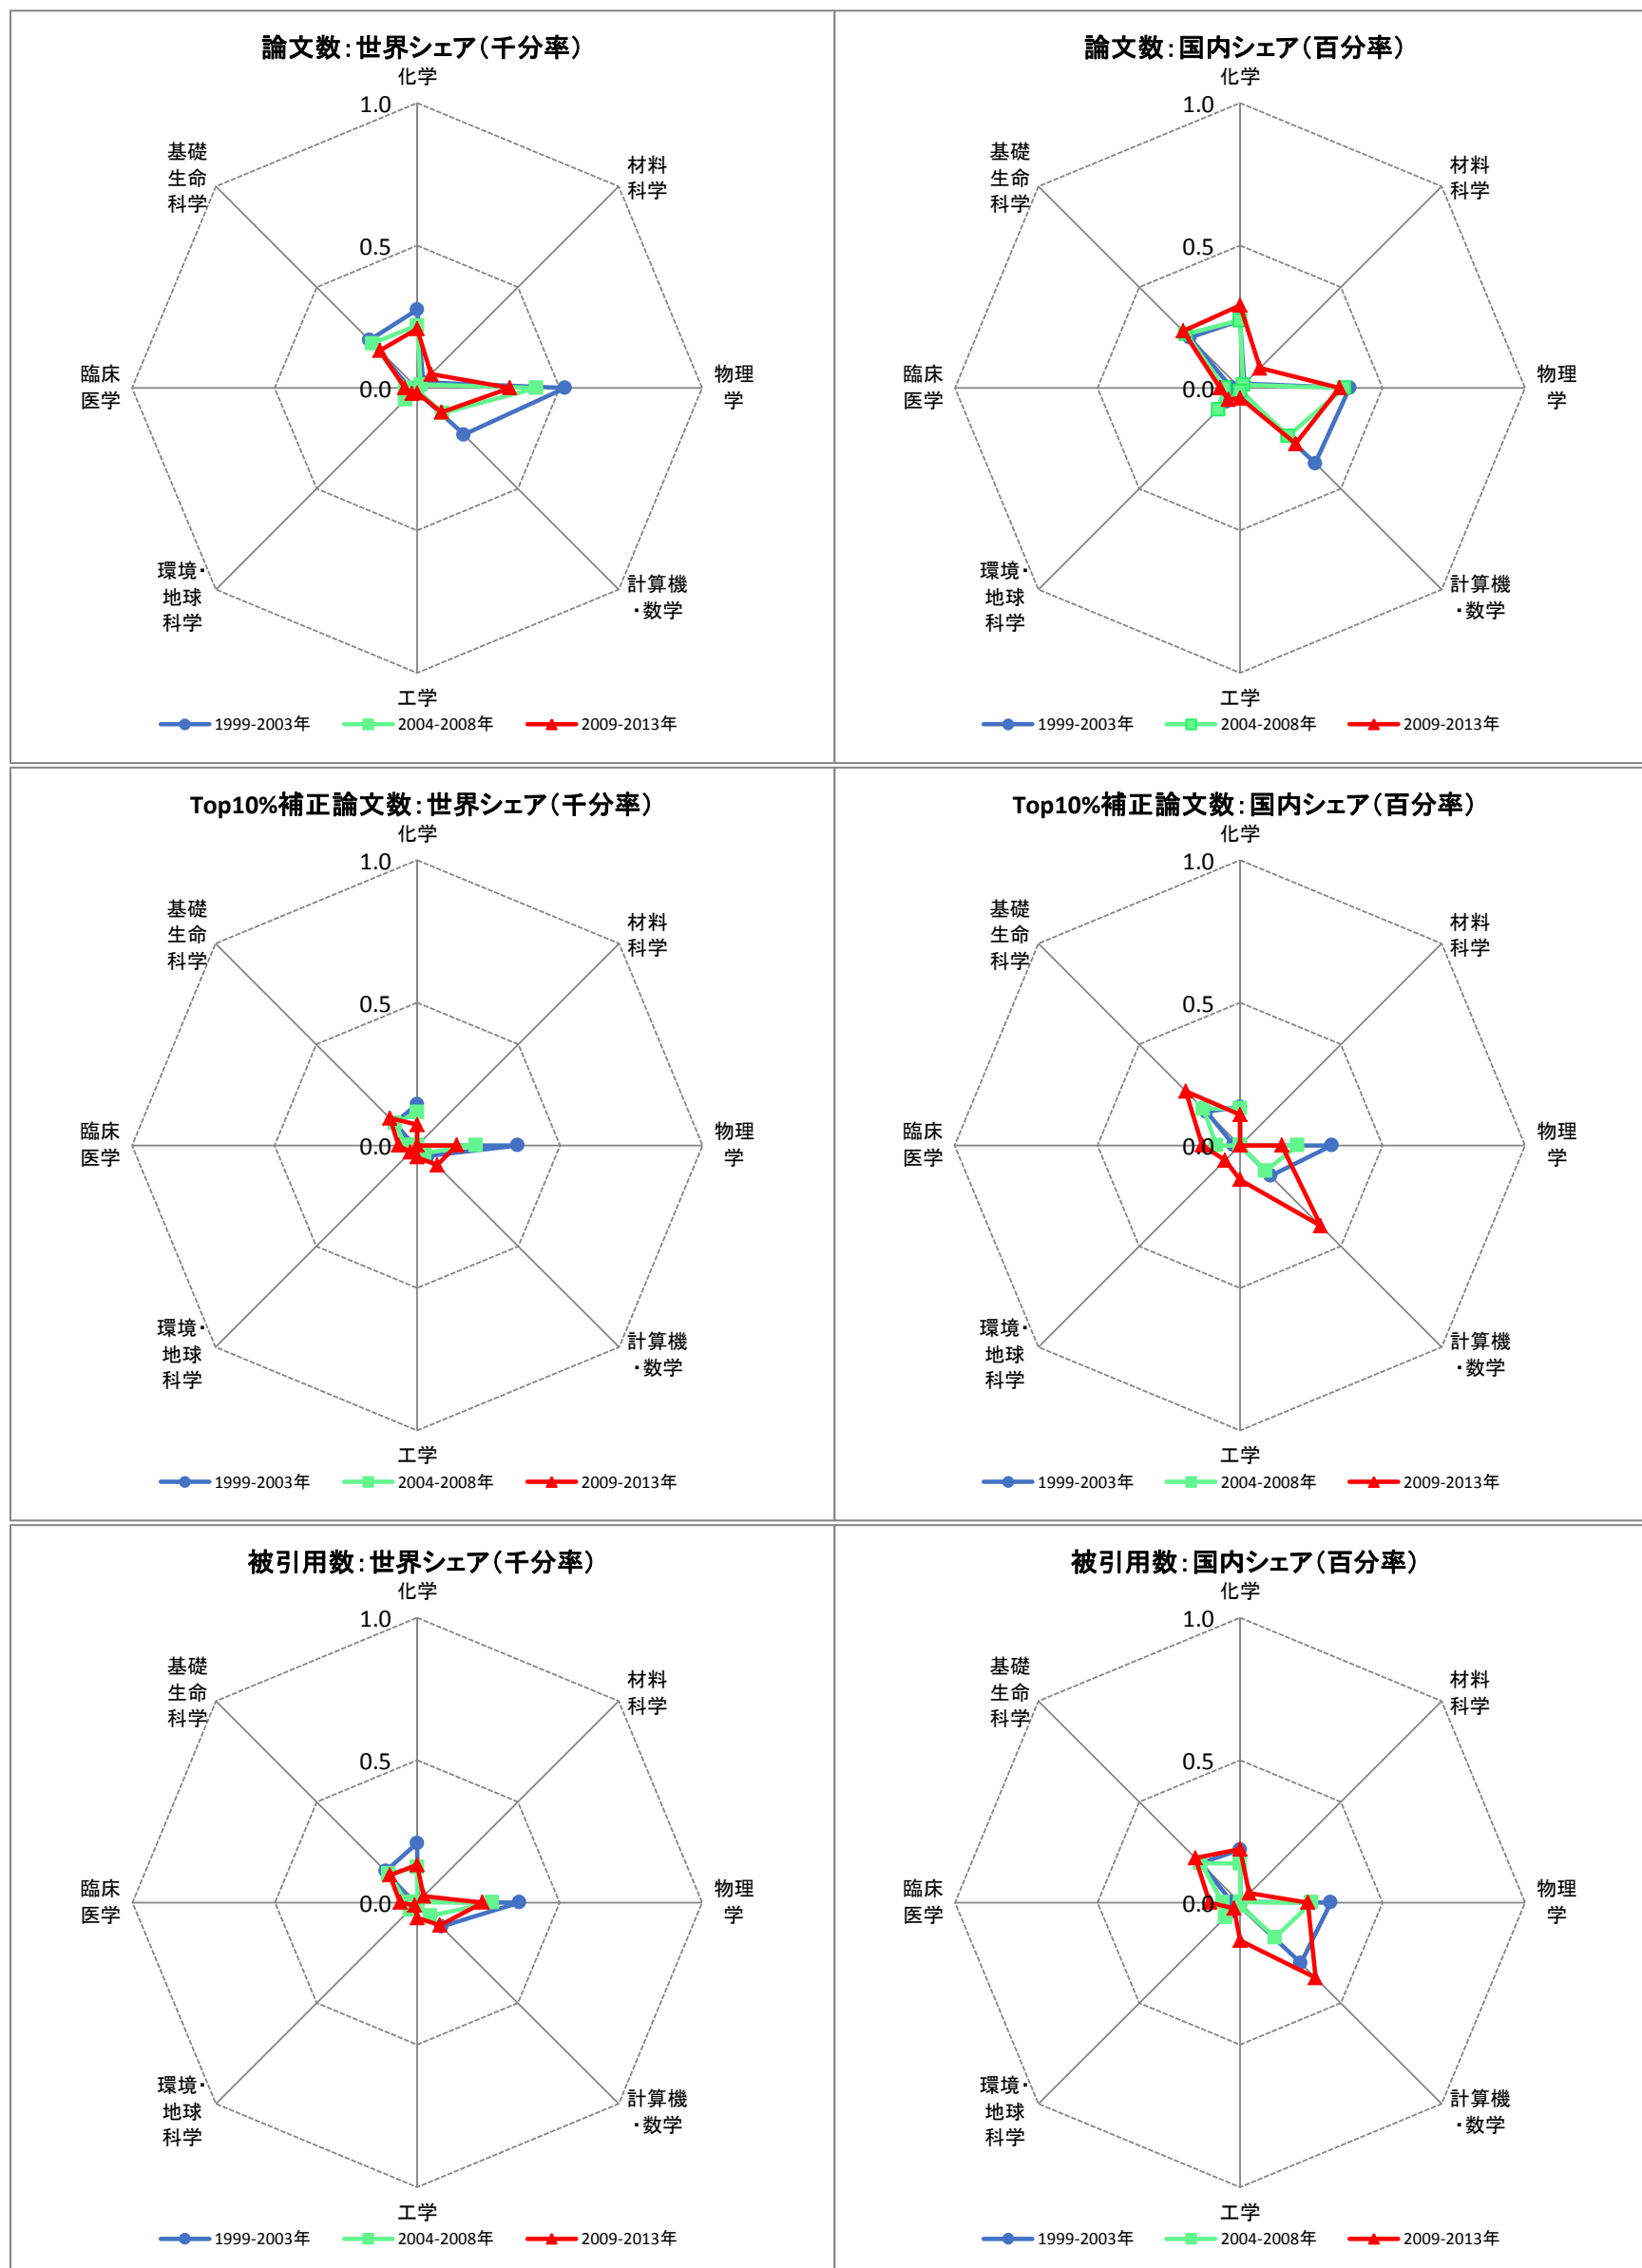 論文数：世界シェア（千分率）
化学
1.0
基礎
生命
科学
材料
科学
0.5
臨床
医学
0.0
物理
学
環境・
地球
科学
計算機
・数学
工学
1999-2003年 2004-2008年 2009-2013年
論文数：国内シェア（百分率）
化学
1.0
基礎
生命
科学
材料
科学
0.5
臨床
医学
0.0
物理
学
環境・
地球
科学
計算機
・数学
工学
1999-2003年 2004-2008年 2009-2013年
Top10%補正論文数：世界シェア（千分率）
化学
1.0
基礎
生命
科学
材料
科学
0.5
臨床
医学
0.0
物理
学
環境・
地球
科学
計算機
・数学
工学
1999-2003年 2004-2008年 2009-2013年
Top10%補正論文数：国内シェア（百分率）
化学
1.0
基礎
生命
科学
材料
科学
0.5
臨床
医学
0.0
物理
学
環境・
地球
科学
計算機
・数学
工学
1999-2003年 2004-2008年 2009-2013年
被引用数：世界シェア（千分率）
化学
1.0
基礎
生命
科学
材料
科学
0.5
臨床
医学
0.0
物理
学
環境・
地球
科学
計算機
・数学
工学
1999-2003年 2004-2008年 2009-2013年
被引用数：国内シェア（百分率）
化学
1.0
基礎
生命
科学
材料
科学
0.5
臨床
医学
0.0
物理
学
環境・
地球
科学
計算機
・数学
工学
1999-2003年 2004-2008年 2009-2013年